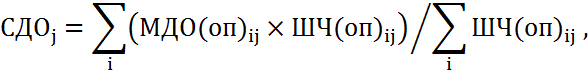 СДОⱼ = ∑ᵢ(МДО(оп)ᵢⱼ × ШЧ(оп)ᵢⱼ) / ∑ᵢ ШЧ(оп)ᵢⱼ ,